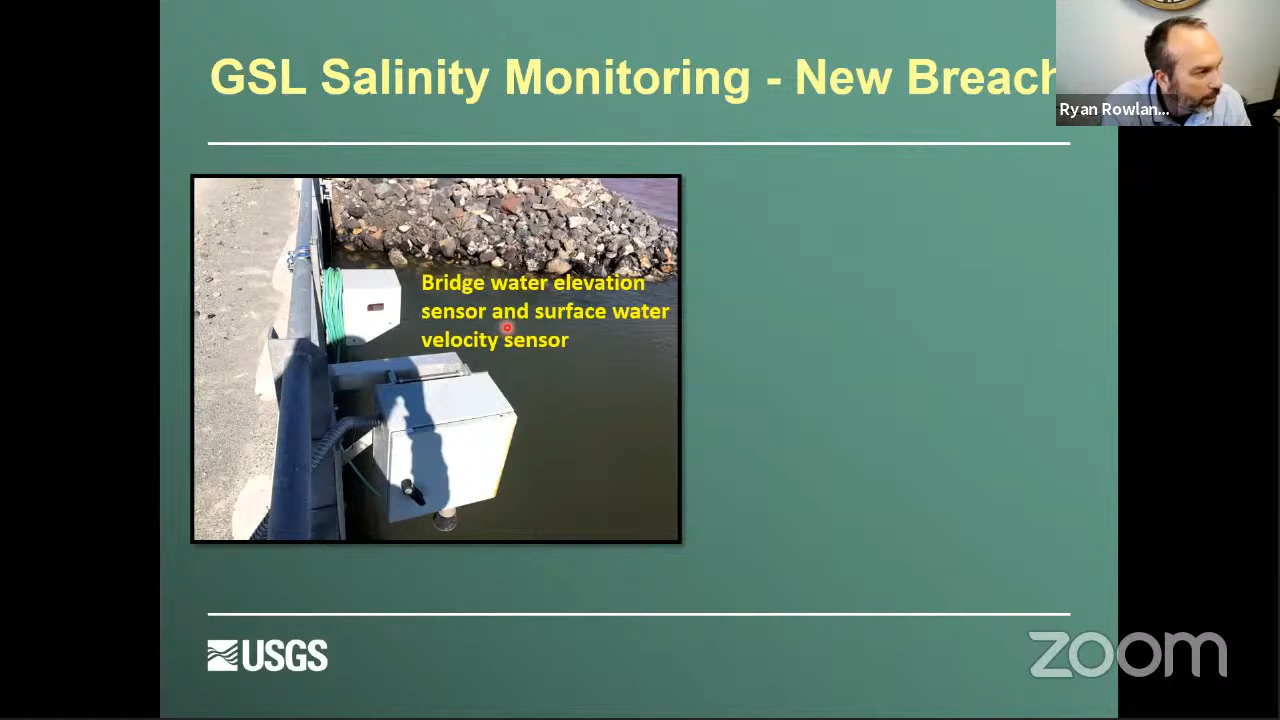 GSL Salinity Monitoring - New Breach
Ryan Rowlan...
Bridge water elevation
sensor and surface water
velocity sensor
USGS
zoom